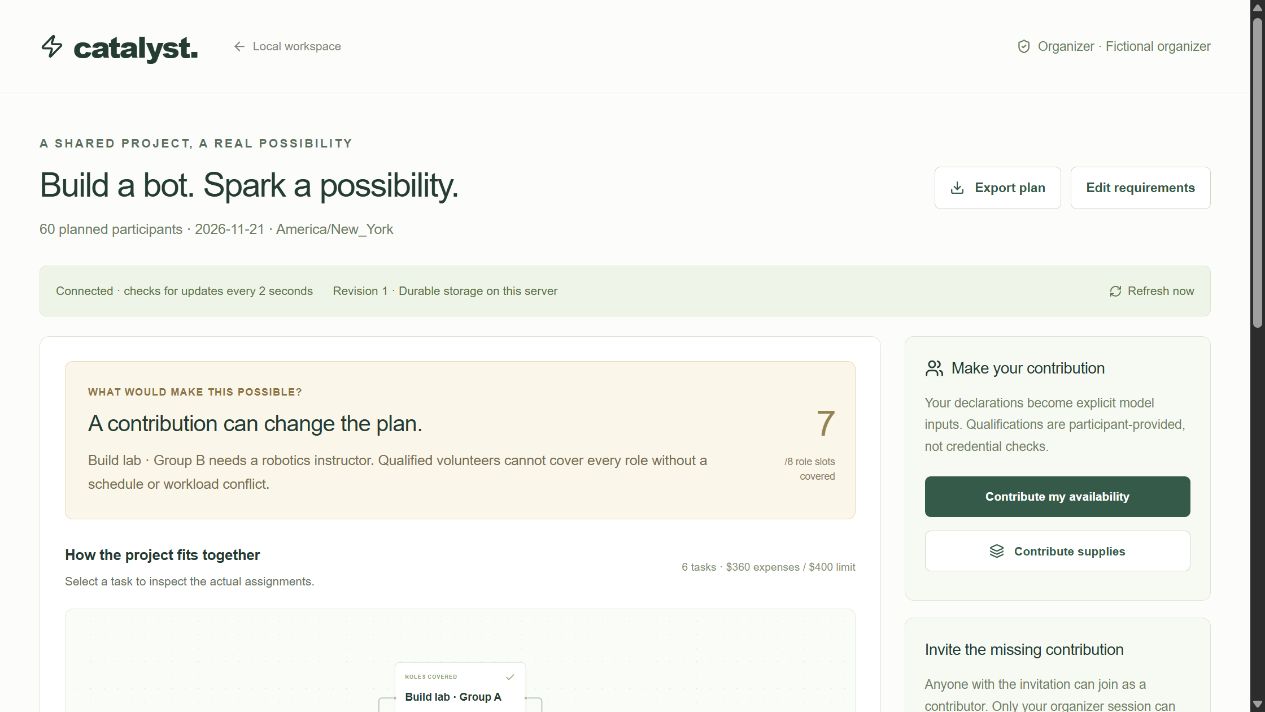 catalyst.
Local workspace
Organizer · Fictional organizer
A SHARED PROJECT, A REAL POSSIBILITY
Build a bot. Spark a possibility.
60 planned participants · 2026-11-21 · America/New_York
Export plan
Edit requirements
Connected · checks for updates every 2 seconds
Revision 1 · Durable storage on this server
Refresh now
WHAT WOULD MAKE THIS POSSIBLE?
A contribution can change the plan.
Build lab · Group B needs a robotics instructor. Qualified volunteers cannot cover every role without a
schedule or workload conflict.
7
/8 role slots
covered
How the project fits together
Select a task to inspect the actual assignments.
6 tasks · $360 expenses / $400 limit
ROLES COVERED
Build lab · Group A
Make your contribution
Your declarations become explicit model
inputs. Qualifications are participant-provided,
not credential checks.
Contribute my availability
Contribute supplies
Invite the missing contribution
Anyone with the invitation can join as a
contributor. Only your organizer session can